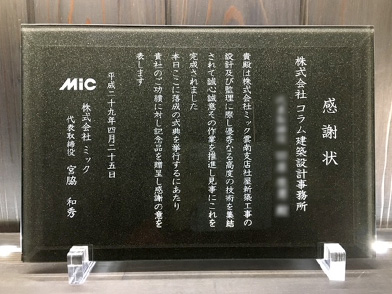 感謝状
株式会社 コラム建築設計事務所
貴殿は株式会社ミック雲南支店社屋新築工事の
設計及び監理に際し優秀なる高度の技術を集結
されて誠心誠意その作業を推進し見事にこれを
完成されました
本日ここに落成の式典を挙行するにあたり
貴社のご功績に対し記念品を贈呈し感謝の意を
表します
平成二十九年四月二十五日
MiC
株式会社 ミック
代表取締役 宮脇 和秀